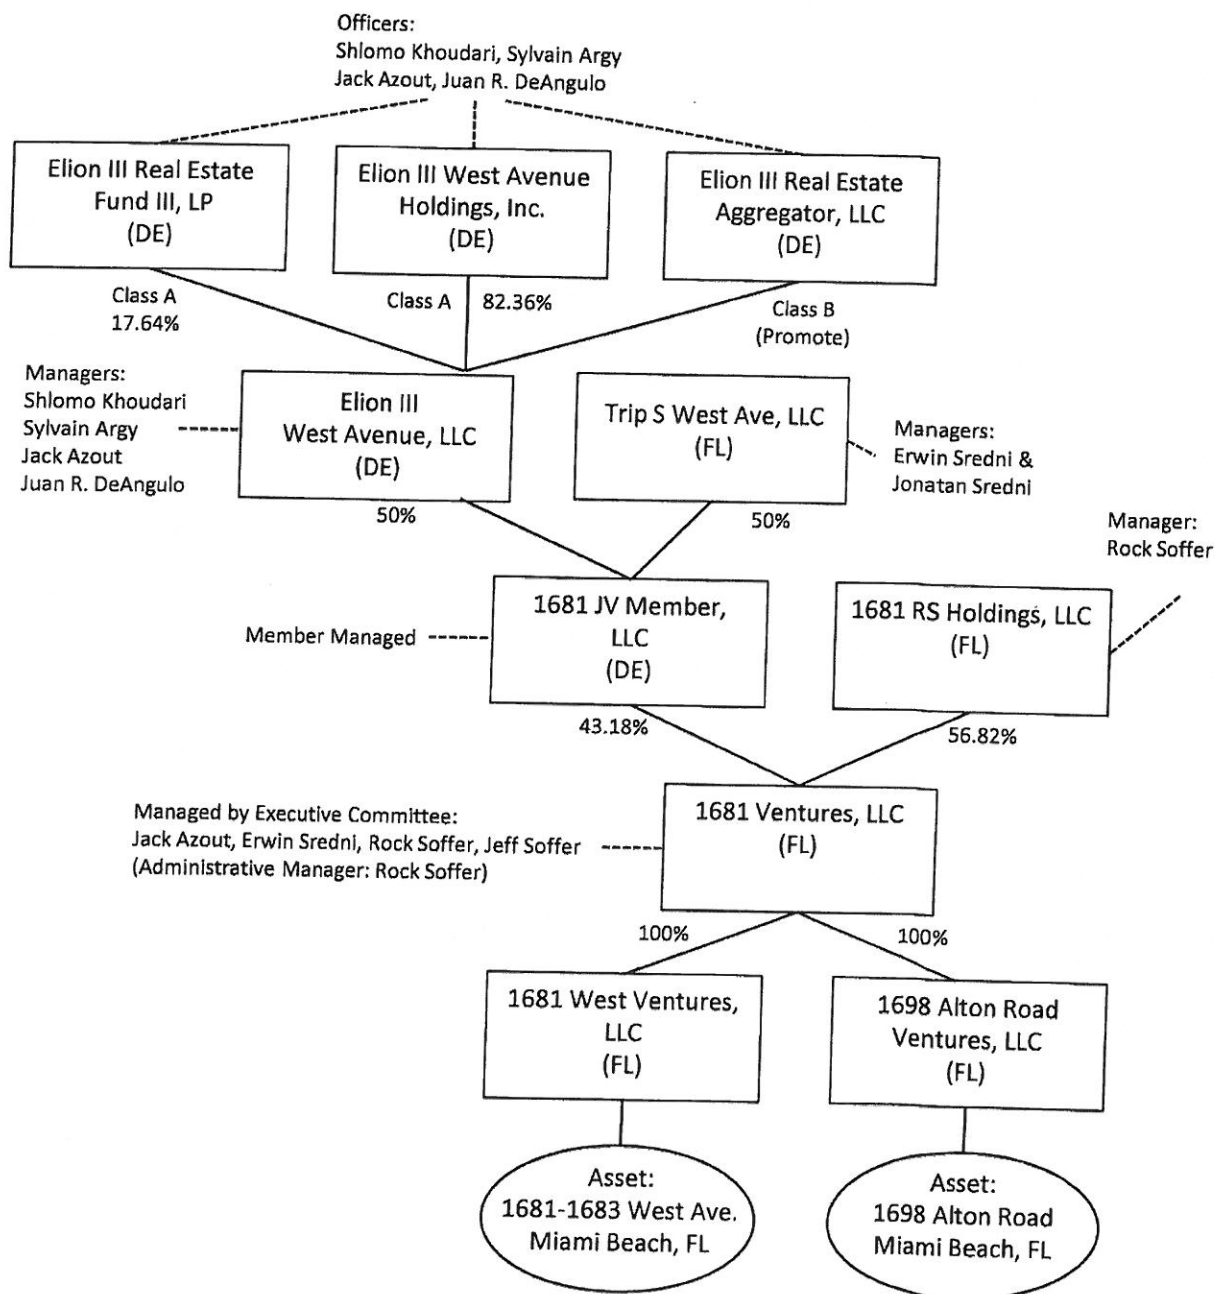 Officers:
Shlomo Khoudari, Sylvain Argy
Jack Azout, Juan R. DeAngulo
Elion III Real Estate
Fund III, LP
(DE)
Elion III West Avenue
Holdings, Inc.
(DE)
Elion III Real Estate
Aggregator, LLC
(DE)
Class A
17.64%
Class A
82.36%
Class B
(Promote)
Managers:
Shlomo Khoudari
Sylvain Argy
Jack Azout
Juan R. DeAngulo
Elion III
West Avenue, LLC
(DE)
Trip S West Ave, LLC
(FL)
Managers:
Erwin Sredni &
Jonatan Sredni
50%
50%
Manager:
Rock Soffer
Member Managed
1681 JV Member,
LLC
(DE)
1681 RS Holdings, LLC
(FL)
43.18%
56.82%
Managed by Executive Committee:
Jack Azout, Erwin Sredni, Rock Soffer, Jeff Soffer
(Administrative Manager: Rock Soffer)
1681 Ventures, LLC
(FL)
100%
100%
1681 West Ventures,
LLC
(FL)
1698 Alton Road
Ventures, LLC
(FL)
Asset:
1681-1683 West Ave.
Miami Beach, FL
Asset:
1698 Alton Road
Miami Beach, FL